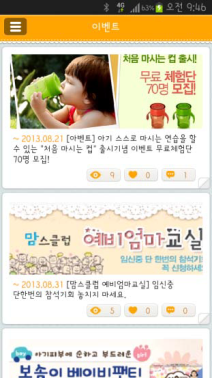 4G 63% 오전 9:46
이벤트
처음 마시는 컵 출시!
무료 체험단
70명 모집!
~ 2013.08.21 [이벤트] 아기 스스로 마시는 연습을 할
수 있는 "처음 마시는 컵" 출시기념 이벤트 무료체험단
70명 모집!
9 0 1
맘스클럽 예비엄마교실
임신중 단 한번의 참석기회
꼭 신청하세
~ 2013.08.31 [맘스클럽 예비엄마교실] 임신중
단한번의 참석기회 놓치지 마세요.
5 0 0
boy 아기피부에 순하고 부드러운 girl
보솜이 베이비팬티